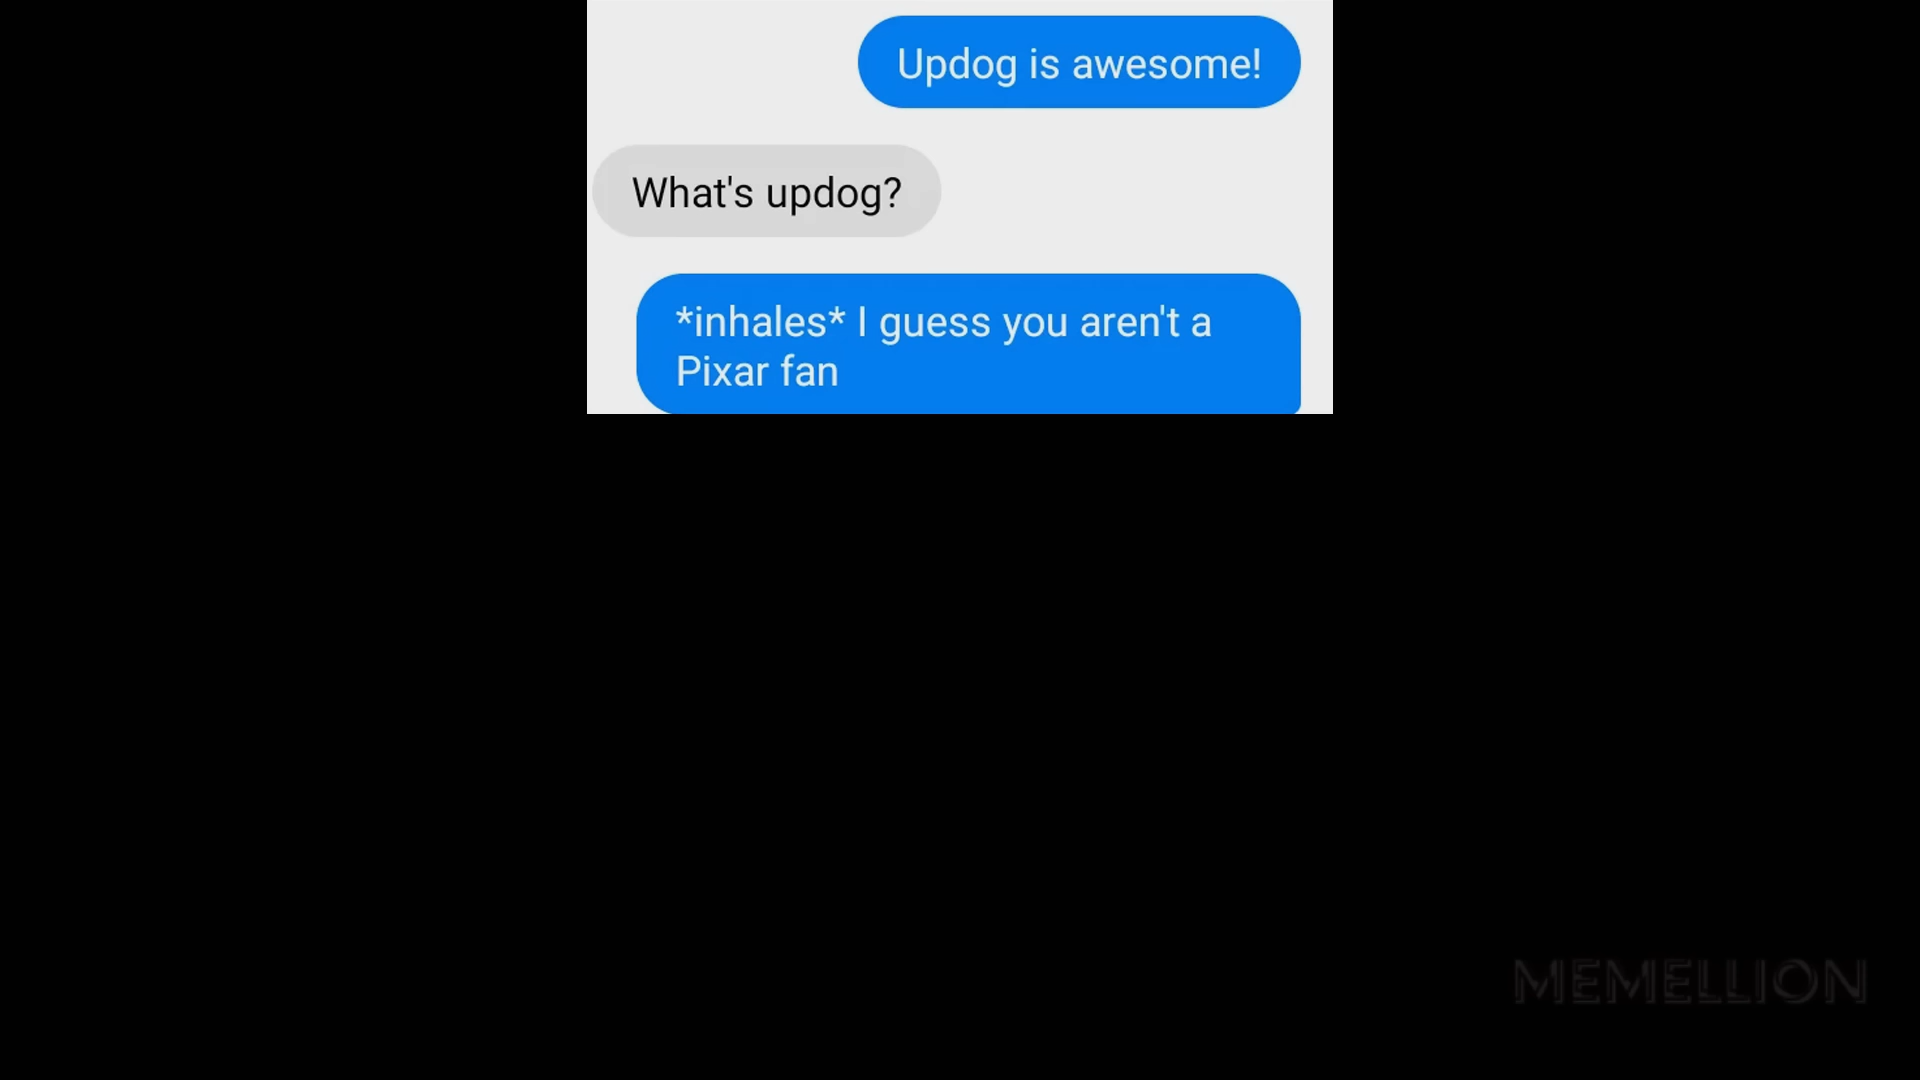 Updog is awesome!
What's updog?
*inhales* I guess you aren't a
Pixar fan
MEMELLION